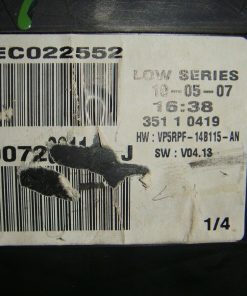 EC022552
LOW SERIES
10-05-07
16:38
351 1 0419
HW : VP5RPF-14B115-AN
SW : V04.13
J
1/4